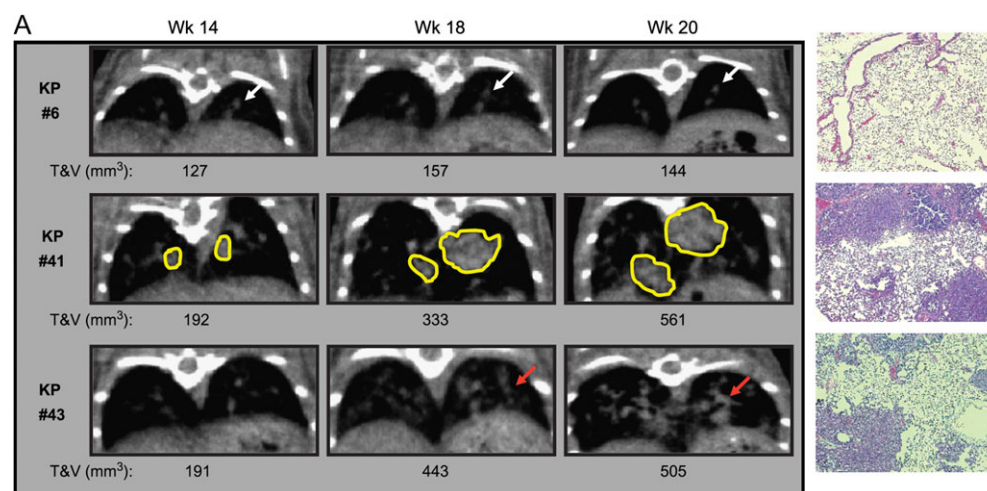 A
Wk 14 Wk 18 Wk 20
KP #6
T&V (mm³): 127 157 144
KP #41
T&V (mm³): 192 333 561
KP #43
T&V (mm³): 191 443 505